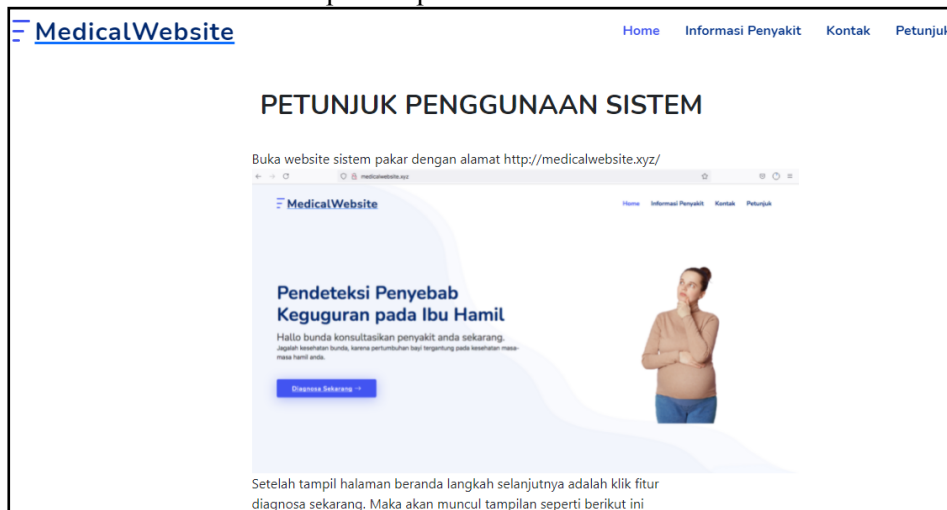 MedicalWebsite
Home Informasi Penyakit Kontak Petunjuk
PETUNJUK PENGGUNAAN SISTEM
Buka website sistem pakar dengan alamat http://medicalwebsite.xyz/
medicalwebsite.xyz
MedicalWebsite
Home Informasi Penyakit Kontak Petunjuk
Pendeteksi Penyebab
Keguguran pada Ibu Hamil
Hallo bunda konsultasikan penyakit anda sekarang.
Jagalah kesehatan bunda, karena pertumbuhan bayi tergantung pada kesehatan masa-
masa hamil anda.
Diagnosa Sekarang →
Setelah tampil halaman beranda langkah selanjutnya adalah klik fitur
diagnosa sekarang. Maka akan muncul tampilan seperti berikut ini